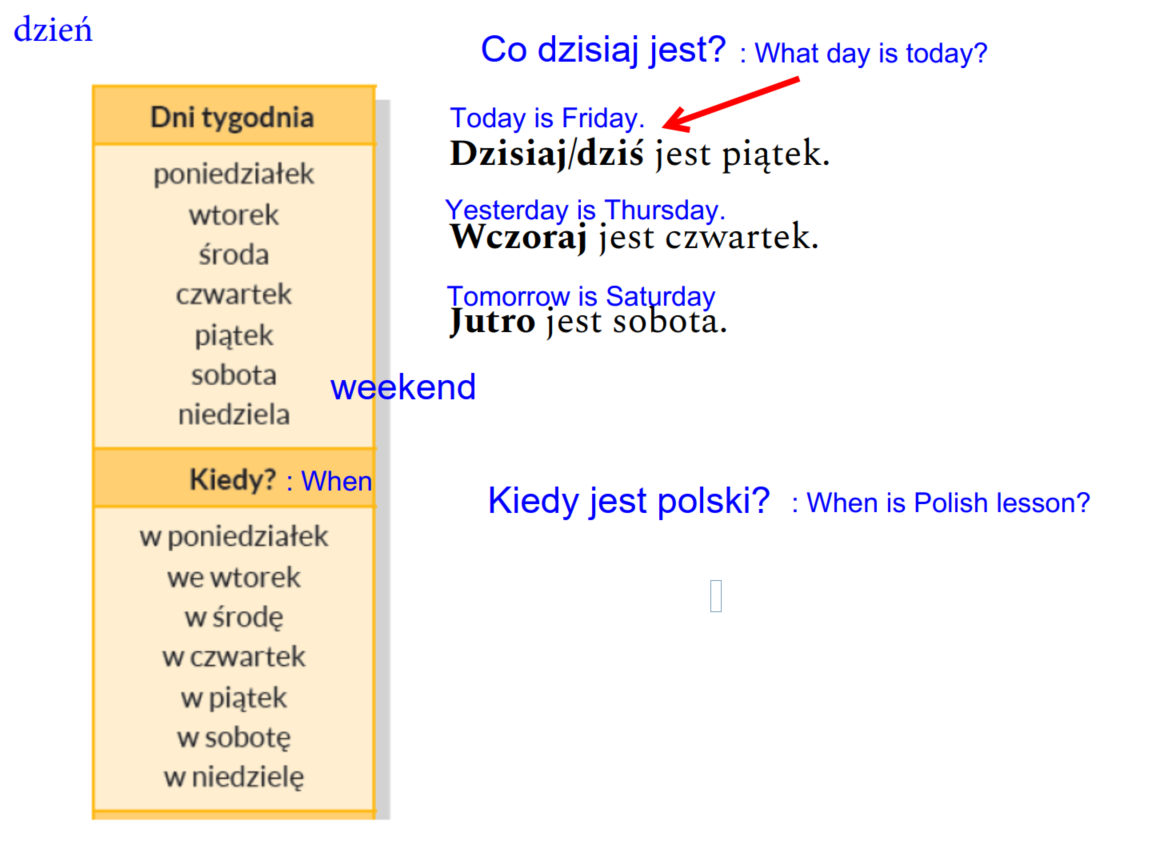 dzień
Co dzisiaj jest? : What day is today?
Dni tygodnia
poniedziałek
wtorek
środa
czwartek
piątek
sobota
niedziela
weekend
Kiedy? : When
w poniedziałek
we wtorek
w środę
w czwartek
w piątek
w sobotę
w niedzielę
Today is Friday.
Dzisiaj/dziś jest piątek.
Yesterday is Thursday.
Wczoraj jest czwartek.
Tomorrow is Saturday
Jutro jest sobota.
Kiedy jest polski? : When is Polish lesson?